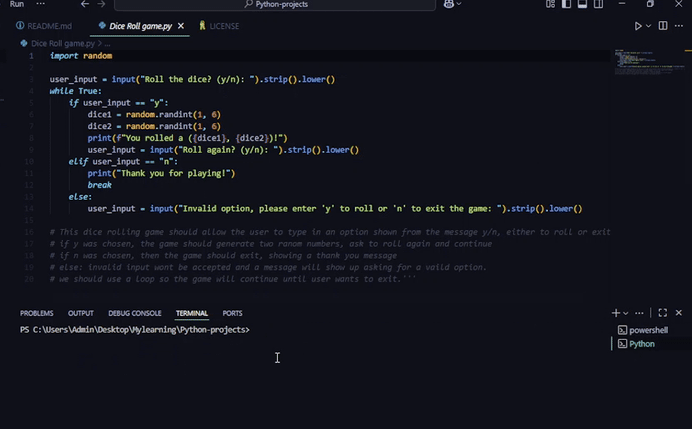 Run ... Python-projects
README.md Dice Roll game.py LICENSE
Dice Roll game.py > ...
1 import random
2
3 user_input = input("Roll the dice? (y/n): ").strip().lower()
4 while True:
5 if user_input == "y":
6 dice1 = random.randint(1, 6)
7 dice2 = random.randint(1, 6)
8 print(f"You rolled a ({dice1}, {dice2})!")
9 user_input = input("Roll again? (y/n): ").strip().lower()
10 elif user_input == "n":
11 print("Thank you for playing!")
12 break
13 else:
14 user_input = input("Invalid option, please enter 'y' to roll or 'n' to exit the game: ").strip().lower()
15
16 # This dice rolling game should allow the user to type in an option shown from the message y/n, either to roll or exit
17 # if y was chosen, the game should generate two ranom numbers, ask to roll again and continue
18 # if n was chosen, then the game should exit, showing a thank you message
19 # else: invalid input wont be accepted and a message will show up asking for a vaild option.
20 # we should use a loop so the game will continue until user wants to exit.'''
PROBLEMS OUTPUT DEBUG CONSOLE TERMINAL PORTS
PS C:\Users\Admin\Desktop\Mylearning\Python-projects>
powershell
Python